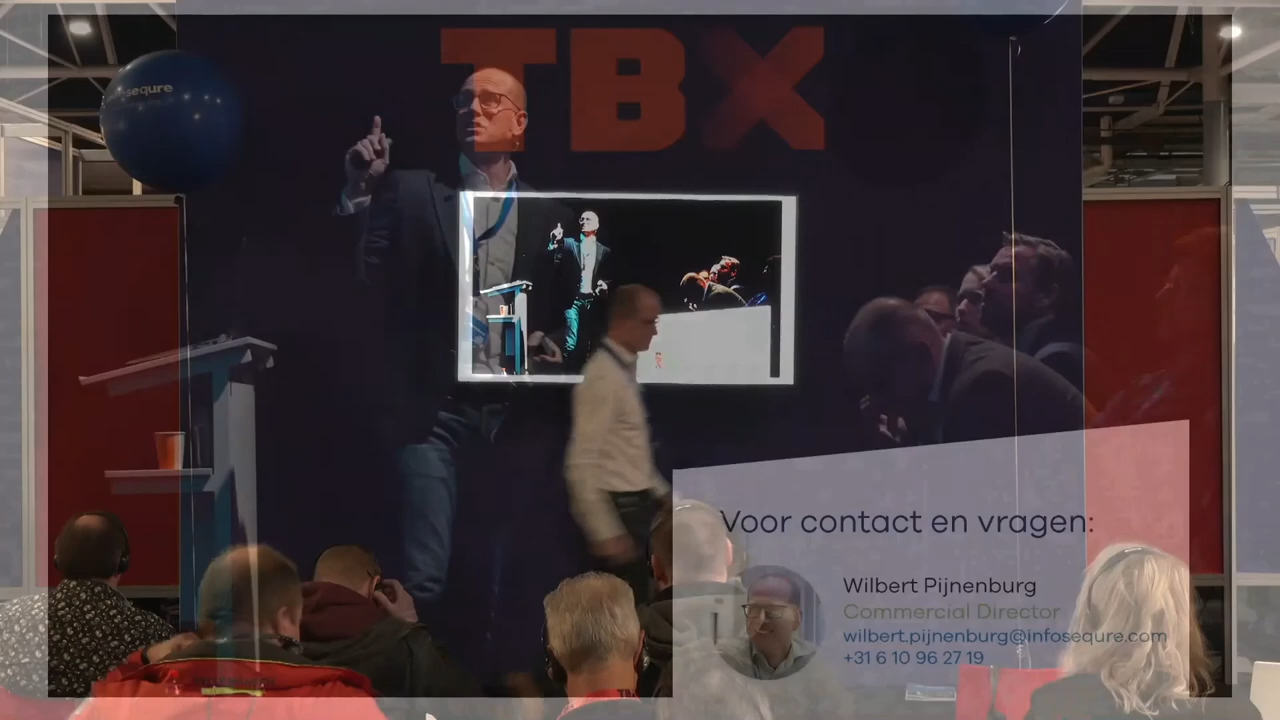 TBX
infosequre
Voor contact en vragen:
Wilbert Pijnenburg
Commercial Director
wilbert.pijnenburg@infosequre.com
+31 6 10 96 27 19